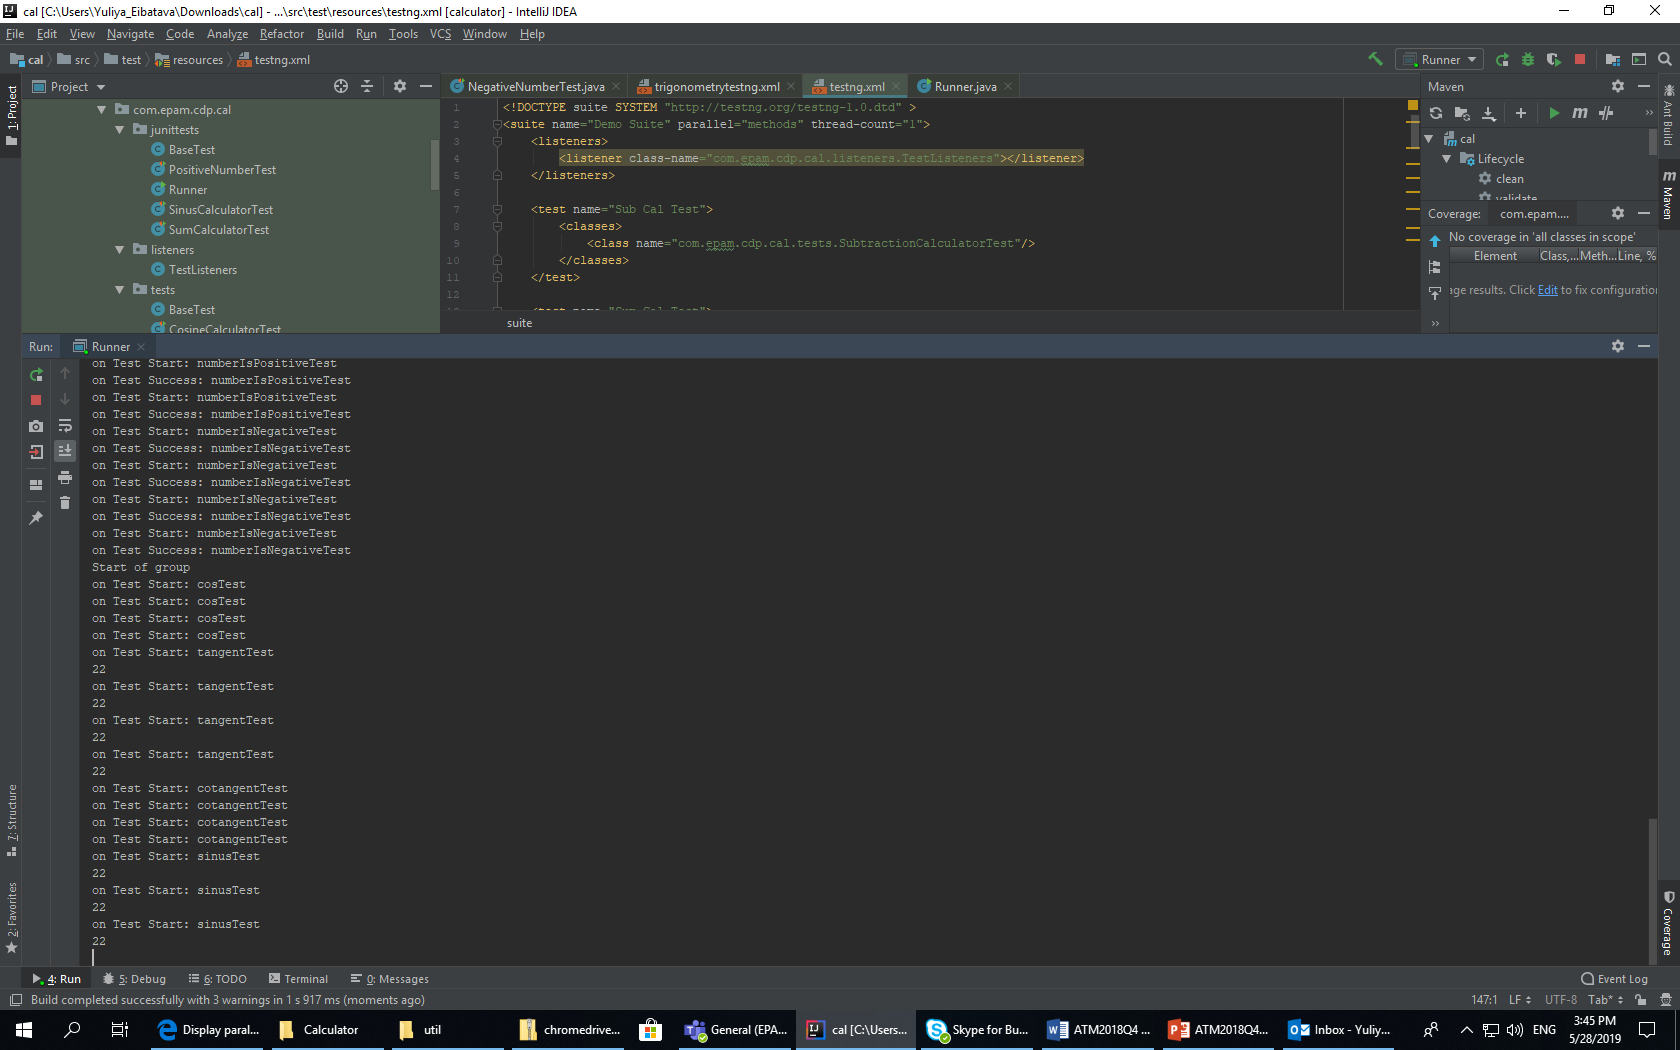 cal [C:\Users\Yuliya_Eibatava\Downloads\cal] - ...\src\test\resources\testng.xml [calculator] - IntelliJ IDEA
File Edit View Navigate Code Analyze Refactor Build Run Tools VCS Window Help
cal src test resources testng.xml
Runner
Project
NegativeNumberTest.java trigonometrytestng.xml testng.xml Runner.java
Maven
1: Project
com.epam.cdp.cal
junittests
BaseTest
PositiveNumberTest
Runner
SinusCalculatorTest
SumCalculatorTest
listeners
TestListeners
tests
BaseTest
CosineCalculatorTest
1 <!DOCTYPE suite SYSTEM "http://testng.org/testng-1.0.dtd" >
2 <suite name="Demo Suite" parallel="methods" thread-count="1">
3 <listeners>
4 <listener class-name="com.epam.cdp.cal.listeners.TestListeners"></listener>
5 </listeners>
6
7 <test name="Sub Cal Test">
8 <classes>
9 <class name="com.epam.cdp.cal.tests.SubtractionCalculatorTest"/>
10 </classes>
11 </test>
12
<test name="Sum Cal Test">
suite
cal
Lifecycle
clean
validate
Coverage: com.epam....
No coverage in 'all classes in scope'
Element Class,... Meth... Line, %
age results. Click Edit to fix configuration
Ant Build
Maven
Coverage
Run: Runner
on Test Start: numberIsPositiveTest
on Test Success: numberIsPositiveTest
on Test Start: numberIsPositiveTest
on Test Success: numberIsPositiveTest
on Test Start: numberIsNegativeTest
on Test Success: numberIsNegativeTest
on Test Start: numberIsNegativeTest
on Test Success: numberIsNegativeTest
on Test Start: numberIsNegativeTest
on Test Success: numberIsNegativeTest
on Test Start: numberIsNegativeTest
on Test Success: numberIsNegativeTest
Start of group
on Test Start: cosTest
on Test Start: cosTest
on Test Start: cosTest
on Test Start: cosTest
on Test Start: tangentTest
22
on Test Start: tangentTest
22
on Test Start: tangentTest
22
on Test Start: tangentTest
22
on Test Start: cotangentTest
on Test Start: cotangentTest
on Test Start: cotangentTest
on Test Start: cotangentTest
on Test Start: sinusTest
22
on Test Start: sinusTest
22
on Test Start: sinusTest
22
7: Structure
2: Favorites
4: Run 5: Debug 6: TODO Terminal 0: Messages Event Log
Build completed successfully with 3 warnings in 1 s 917 ms (moments ago) 147:1 LF UTF-8 Tab*
Display paral... Calculator util chromedrive... General (EPA... cal [C:\Users... Skype for Bu... ATM2018Q4 ... ATM2018Q4... Inbox - Yuliy... ENG
3:45 PM
5/28/2019